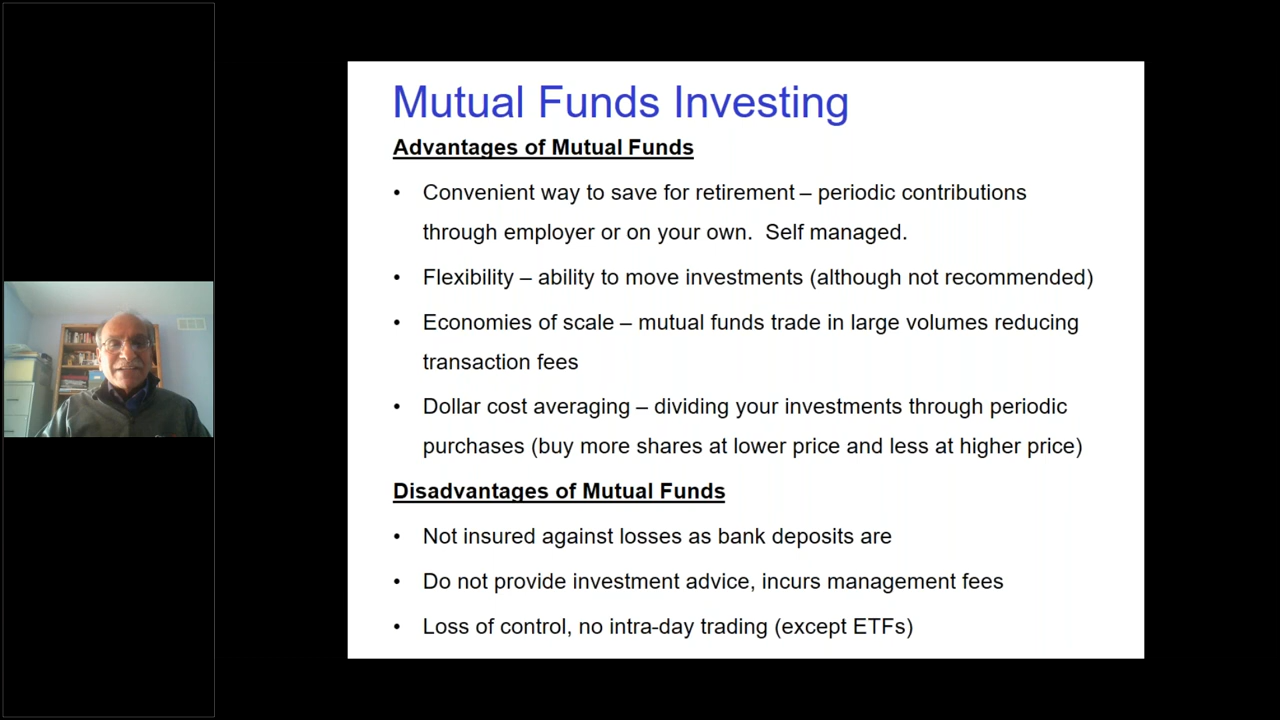 Mutual Funds Investing
Advantages of Mutual Funds
• Convenient way to save for retirement – periodic contributions
through employer or on your own.  Self managed.
• Flexibility – ability to move investments (although not recommended)
• Economies of scale – mutual funds trade in large volumes reducing
transaction fees
• Dollar cost averaging – dividing your investments through periodic
purchases (buy more shares at lower price and less at higher price)
Disadvantages of Mutual Funds
• Not insured against losses as bank deposits are
• Do not provide investment advice, incurs management fees
• Loss of control, no intra-day trading (except ETFs)